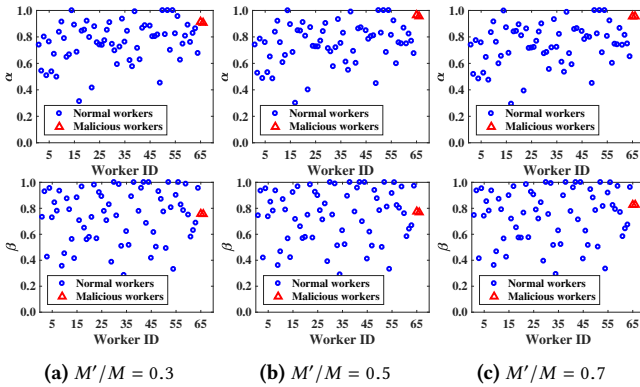 1.0
0.8
0.6
α
0.4
0.2
Normal workers
Malicious workers
0.0
5 15 25 35 45 55 65
Worker ID
1.0
0.8
0.6
α
0.4
0.2
Normal workers
Malicious workers
0.0
5 15 25 35 45 55 65
Worker ID
1.0
0.8
0.6
α
0.4
0.2
Normal workers
Malicious workers
0.0
5 15 25 35 45 55 65
Worker ID
1.0
0.8
0.6
β
0.4
0.2
Normal workers
Malicious workers
0.0
5 15 25 35 45 55 65
Worker ID
1.0
0.8
0.6
β
0.4
0.2
Normal workers
Malicious workers
0.0
5 15 25 35 45 55 65
Worker ID
1.0
0.8
0.6
β
0.4
0.2
Normal workers
Malicious workers
0.0
5 15 25 35 45 55 65
Worker ID
(a) M′/M = 0.3
(b) M′/M = 0.5
(c) M′/M = 0.7